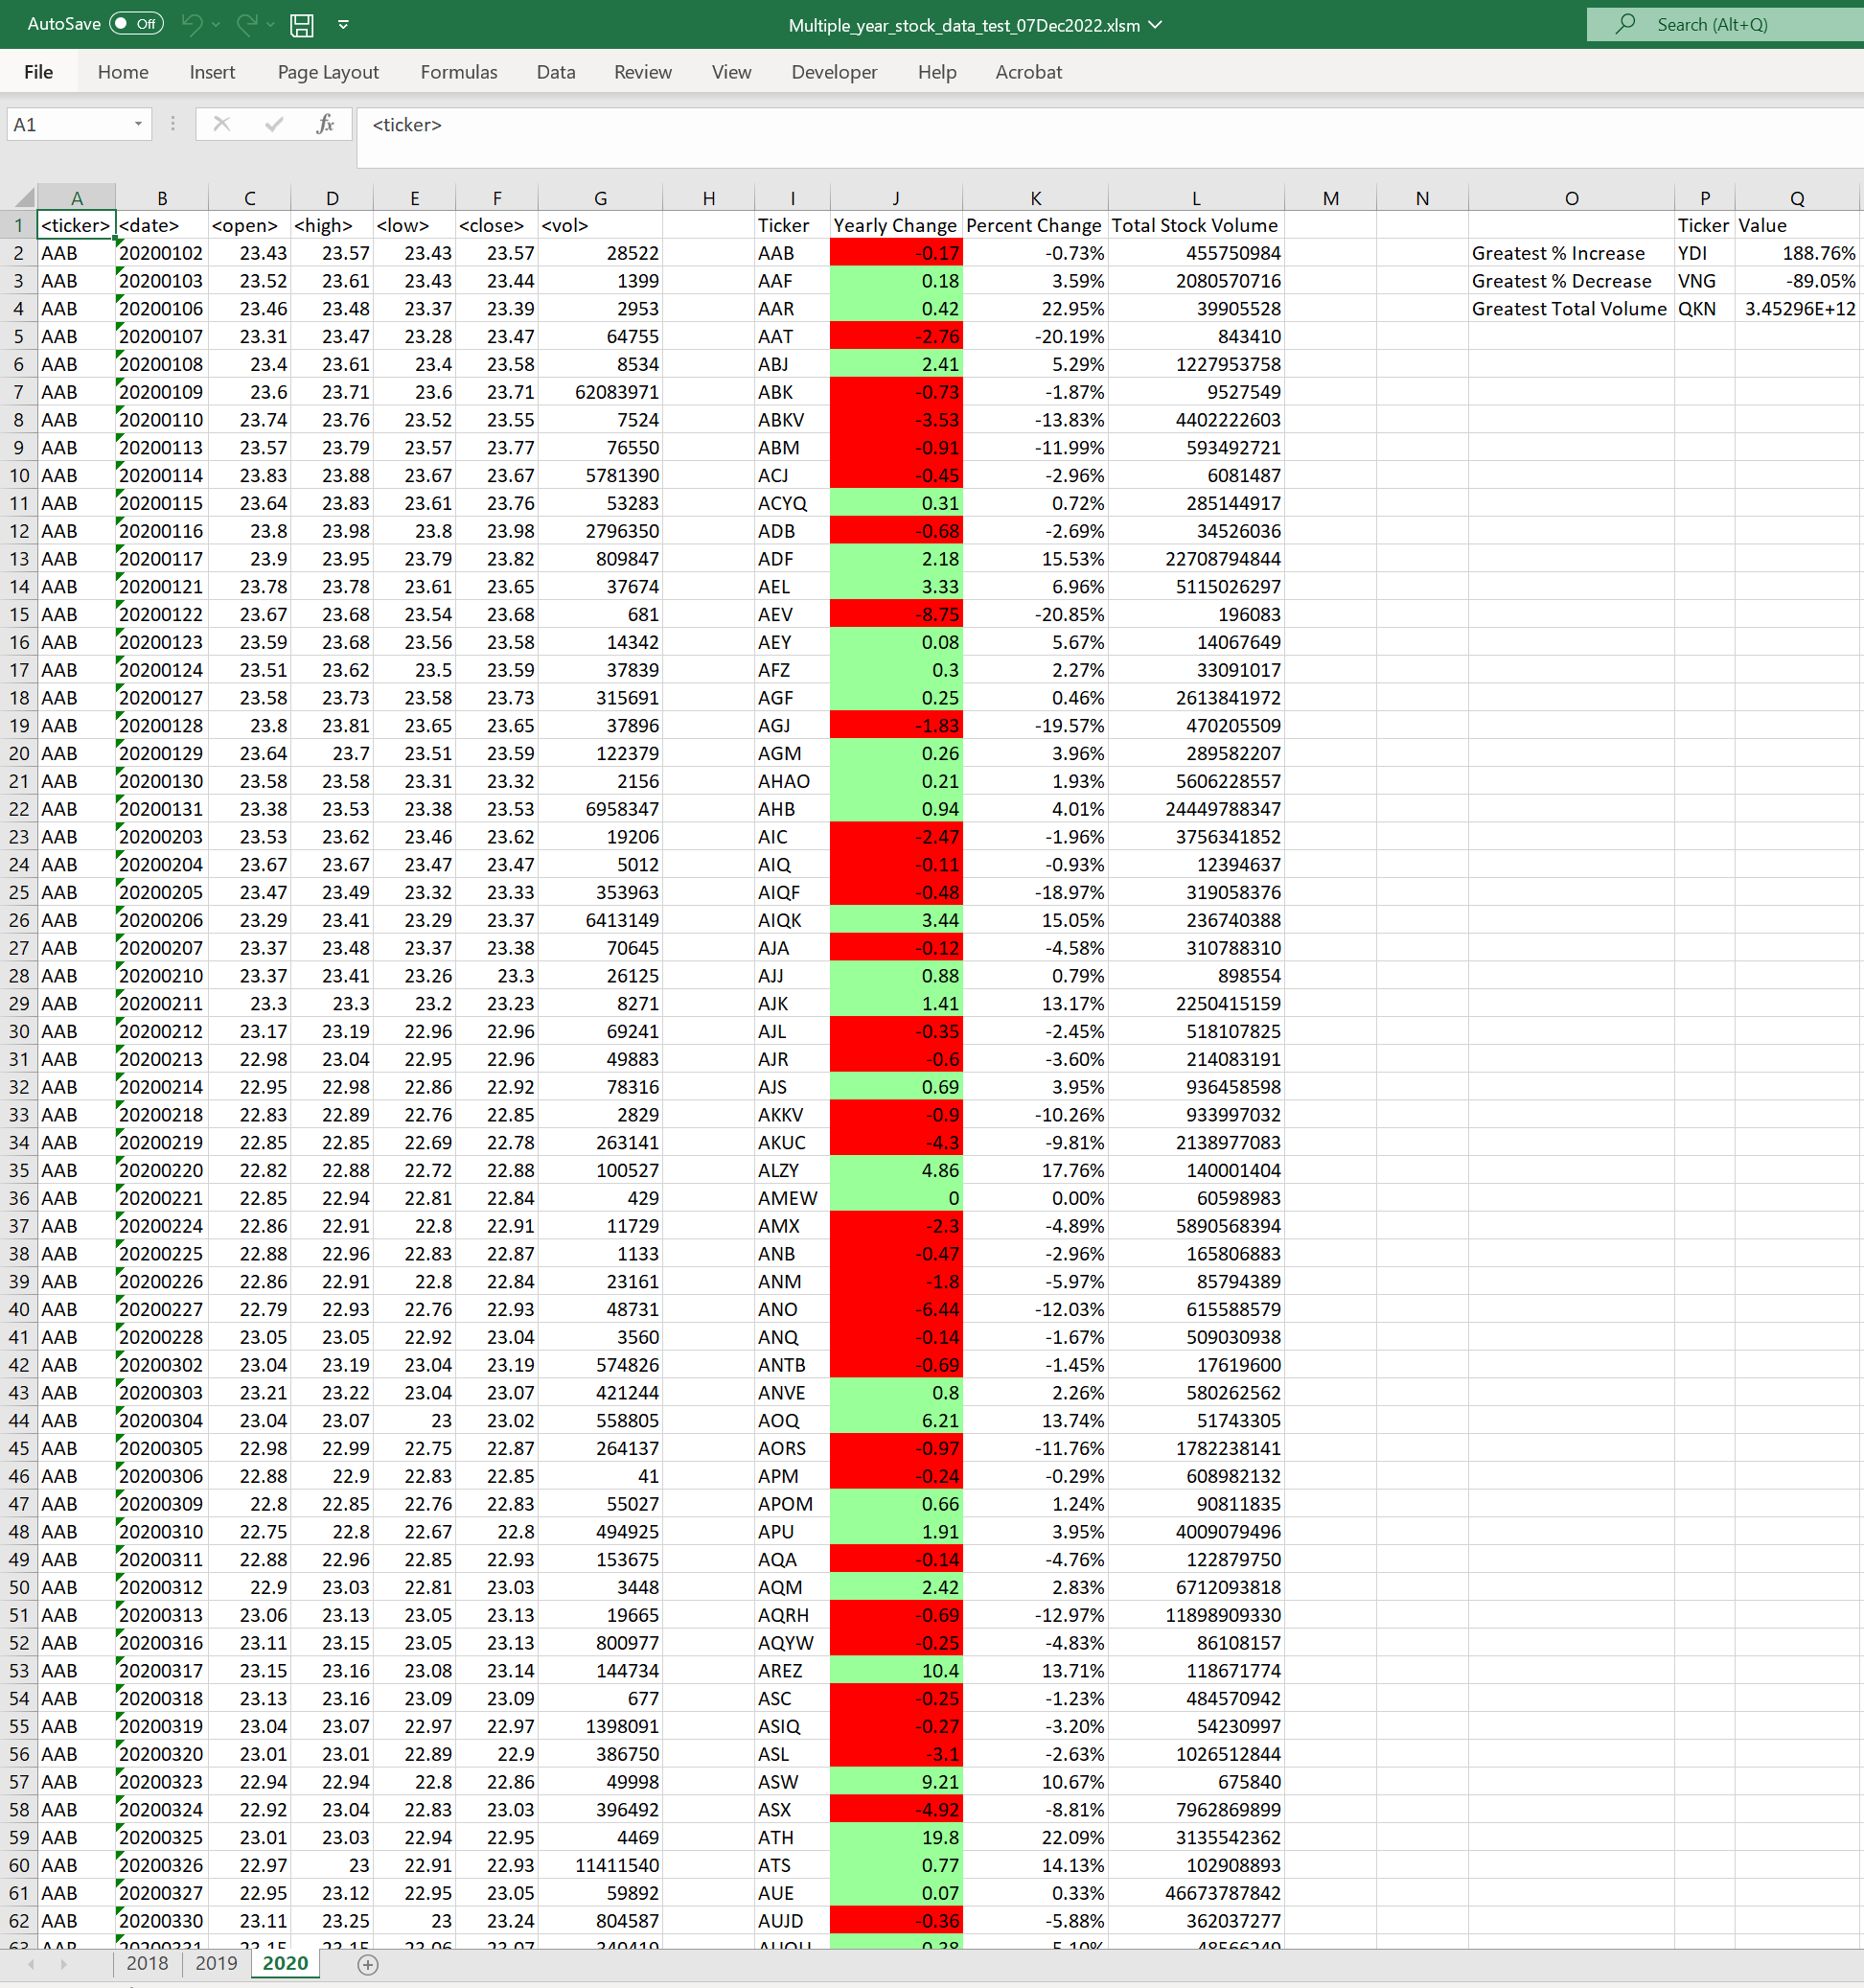 AutoSave Off Multiple_year_stock_data_test_07Dec2022.xlsm Search (Alt+Q)
File Home Insert Page Layout Formulas Data Review View Developer Help Acrobat
A1 fx <ticker>
A B C D E F G H I J K L M N O P Q
1 <ticker> <date> <open> <high> <low> <close> <vol> Ticker Yearly Change Percent Change Total Stock Volume Ticker Value
2 AAB 20200102 23.43 23.57 23.43 23.57 28522 AAB -0.17 -0.73% 455750984 Greatest % Increase YDI 188.76%
3 AAB 20200103 23.52 23.61 23.43 23.44 1399 AAF 0.18 3.59% 2080570716 Greatest % Decrease VNG -89.05%
4 AAB 20200106 23.46 23.48 23.37 23.39 2953 AAR 0.42 22.95% 39905528 Greatest Total Volume QKN 3.45296E+12
5 AAB 20200107 23.31 23.47 23.28 23.47 64755 AAT -2.76 -20.19% 843410
6 AAB 20200108 23.4 23.61 23.4 23.58 8534 ABJ 2.41 5.29% 1227953758
7 AAB 20200109 23.6 23.71 23.6 23.71 62083971 ABK -0.73 -1.87% 9527549
8 AAB 20200110 23.74 23.76 23.52 23.55 7524 ABKV -3.53 -13.83% 4402222603
9 AAB 20200113 23.57 23.79 23.57 23.77 76550 ABM -0.91 -11.99% 593492721
10 AAB 20200114 23.83 23.88 23.67 23.67 5781390 ACJ -0.45 -2.96% 6081487
11 AAB 20200115 23.64 23.83 23.61 23.76 53283 ACYQ 0.31 0.72% 285144917
12 AAB 20200116 23.8 23.98 23.8 23.98 2796350 ADB -0.68 -2.69% 34526036
13 AAB 20200117 23.9 23.95 23.79 23.82 809847 ADF 2.18 15.53% 22708794844
14 AAB 20200121 23.78 23.78 23.61 23.65 37674 AEL 3.33 6.96% 5115026297
15 AAB 20200122 23.67 23.68 23.54 23.68 681 AEV -8.75 -20.85% 196083
16 AAB 20200123 23.59 23.68 23.56 23.58 14342 AEY 0.08 5.67% 14067649
17 AAB 20200124 23.51 23.62 23.5 23.59 37839 AFZ 0.3 2.27% 33091017
18 AAB 20200127 23.58 23.73 23.58 23.73 315691 AGF 0.25 0.46% 2613841972
19 AAB 20200128 23.8 23.81 23.65 23.65 37896 AGJ -1.83 -19.57% 470205509
20 AAB 20200129 23.64 23.7 23.51 23.59 122379 AGM 0.26 3.96% 289582207
21 AAB 20200130 23.58 23.58 23.31 23.32 2156 AHAO 0.21 1.93% 5606228557
22 AAB 20200131 23.38 23.53 23.38 23.53 6958347 AHB 0.94 4.01% 24449788347
23 AAB 20200203 23.53 23.62 23.46 23.62 19206 AIC -2.47 -1.96% 3756341852
24 AAB 20200204 23.67 23.67 23.47 23.47 5012 AIQ -0.11 -0.93% 12394637
25 AAB 20200205 23.47 23.49 23.32 23.33 353963 AIQF -0.48 -18.97% 319058376
26 AAB 20200206 23.29 23.41 23.29 23.37 6413149 AIQK 3.44 15.05% 236740388
27 AAB 20200207 23.37 23.48 23.37 23.38 70645 AJA -0.12 -4.58% 310788310
28 AAB 20200210 23.37 23.41 23.26 23.3 26125 AJJ 0.88 0.79% 898554
29 AAB 20200211 23.3 23.3 23.2 23.23 8271 AJK 1.41 13.17% 2250415159
30 AAB 20200212 23.17 23.19 22.96 22.96 69241 AJL -0.35 -2.45% 518107825
31 AAB 20200213 22.98 23.04 22.95 22.96 49883 AJR -0.6 -3.60% 214083191
32 AAB 20200214 22.95 22.98 22.86 22.92 78316 AJS 0.69 3.95% 936458598
33 AAB 20200218 22.83 22.89 22.76 22.85 2829 AKKV -0.9 -10.26% 933997032
34 AAB 20200219 22.85 22.85 22.69 22.78 263141 AKUC -4.3 -9.81% 2138977083
35 AAB 20200220 22.82 22.88 22.72 22.88 100527 ALZY 4.86 17.76% 140001404
36 AAB 20200221 22.85 22.94 22.81 22.84 429 AMEW 0 0.00% 60598983
37 AAB 20200224 22.86 22.91 22.8 22.91 11729 AMX -2.3 -4.89% 5890568394
38 AAB 20200225 22.88 22.96 22.83 22.87 1133 ANB -0.47 -2.96% 165806883
39 AAB 20200226 22.86 22.91 22.8 22.84 23161 ANM -1.8 -5.97% 85794389
40 AAB 20200227 22.79 22.93 22.76 22.93 48731 ANO -6.44 -12.03% 615588579
41 AAB 20200228 23.05 23.05 22.92 23.04 3560 ANQ -0.14 -1.67% 509030938
42 AAB 20200302 23.04 23.19 23.04 23.19 574826 ANTB -0.69 -1.45% 17619600
43 AAB 20200303 23.21 23.22 23.04 23.07 421244 ANVE 0.8 2.26% 580262562
44 AAB 20200304 23.04 23.07 23 23.02 558805 AOQ 6.21 13.74% 51743305
45 AAB 20200305 22.98 22.99 22.75 22.87 264137 AORS -0.97 -11.76% 1782238141
46 AAB 20200306 22.88 22.9 22.83 22.85 41 APM -0.24 -0.29% 608982132
47 AAB 20200309 22.8 22.85 22.76 22.83 55027 APOM 0.66 1.24% 90811835
48 AAB 20200310 22.75 22.8 22.67 22.8 494925 APU 1.91 3.95% 4009079496
49 AAB 20200311 22.88 22.96 22.85 22.93 153675 AQA -0.14 -4.76% 122879750
50 AAB 20200312 22.9 23.03 22.81 23.03 3448 AQM 2.42 2.83% 6712093818
51 AAB 20200313 23.06 23.13 23.05 23.13 19665 AQRH -0.69 -12.97% 11898909330
52 AAB 20200316 23.11 23.15 23.05 23.13 800977 AQYW -0.25 -4.83% 86108157
53 AAB 20200317 23.15 23.16 23.08 23.14 144734 AREZ 10.4 13.71% 118671774
54 AAB 20200318 23.13 23.16 23.09 23.09 677 ASC -0.25 -1.23% 484570942
55 AAB 20200319 23.04 23.07 22.97 22.97 1398091 ASIQ -0.27 -3.20% 54230997
56 AAB 20200320 23.01 23.01 22.89 22.9 386750 ASL -3.1 -2.63% 1026512844
57 AAB 20200323 22.94 22.94 22.8 22.86 49998 ASW 9.21 10.67% 675840
58 AAB 20200324 22.92 23.04 22.83 23.03 396492 ASX -4.92 -8.81% 7962869899
59 AAB 20200325 23.01 23.03 22.94 22.95 4469 ATH 19.8 22.09% 3135542362
60 AAB 20200326 22.97 23 22.91 22.93 11411540 ATS 0.77 14.13% 102908893
61 AAB 20200327 22.95 23.12 22.95 23.05 59892 AUE 0.07 0.33% 46673787842
62 AAB 20200330 23.11 23.25 23 23.24 804587 AUJD -0.36 -5.88% 362037277
2018 2019 2020